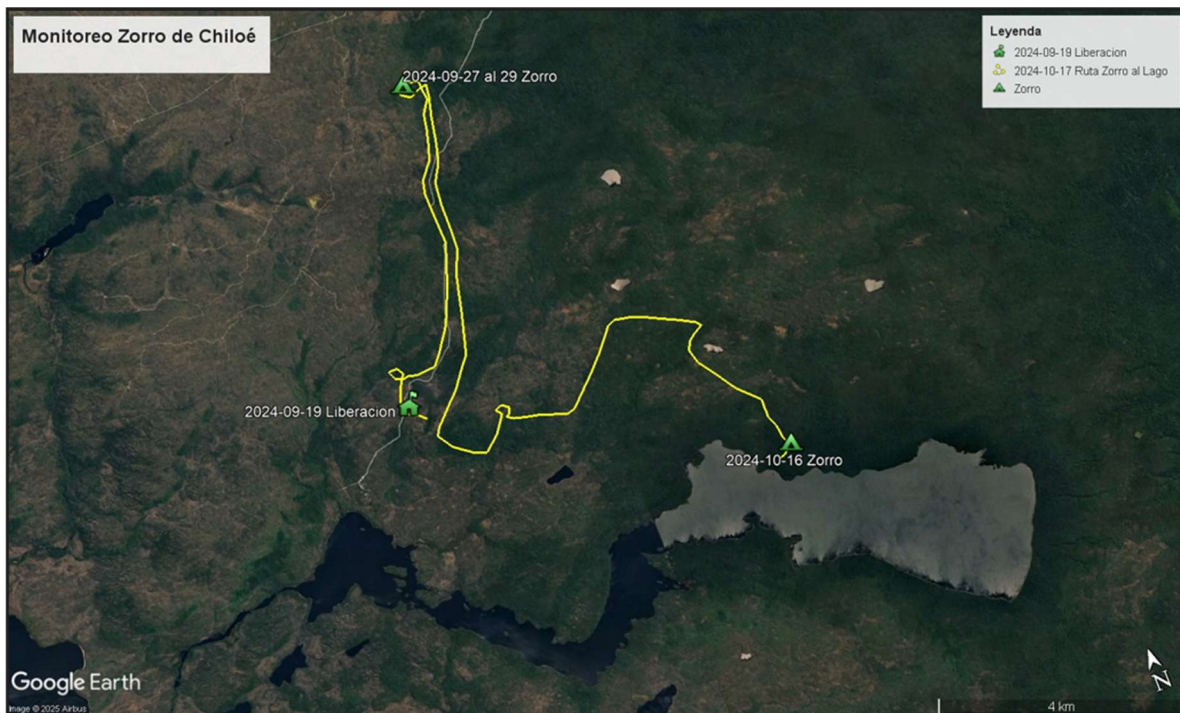 Monitoreo Zorro de Chiloé
Leyenda
2024-09-19 Liberacion
2024-10-17 Ruta Zorro al Lago
Zorro
2024-09-27 al 29 Zorro
2024-09-19 Liberacion
2024-10-16 Zorro
N
Google Earth
Image © 2025 Airbus
4 km